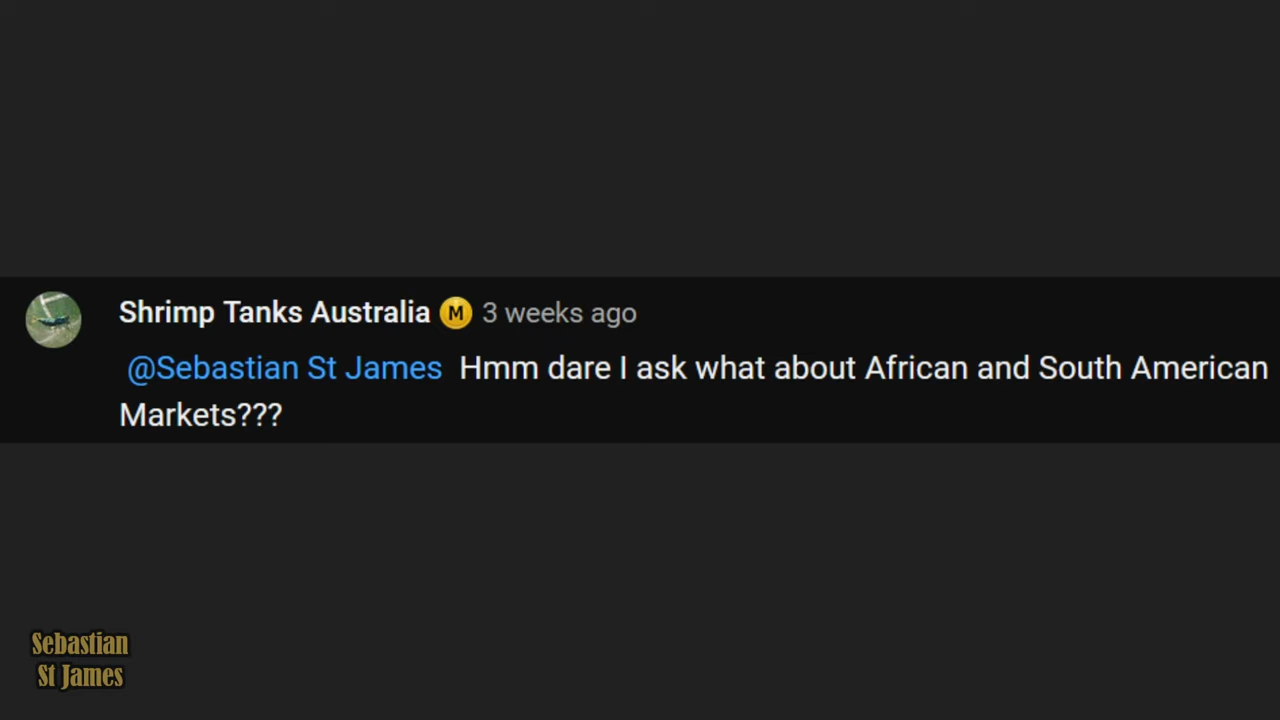 Shrimp Tanks Australia M 3 weeks ago
@Sebastian St James Hmm dare I ask what about African and South American
Markets???
Sebastian
St James